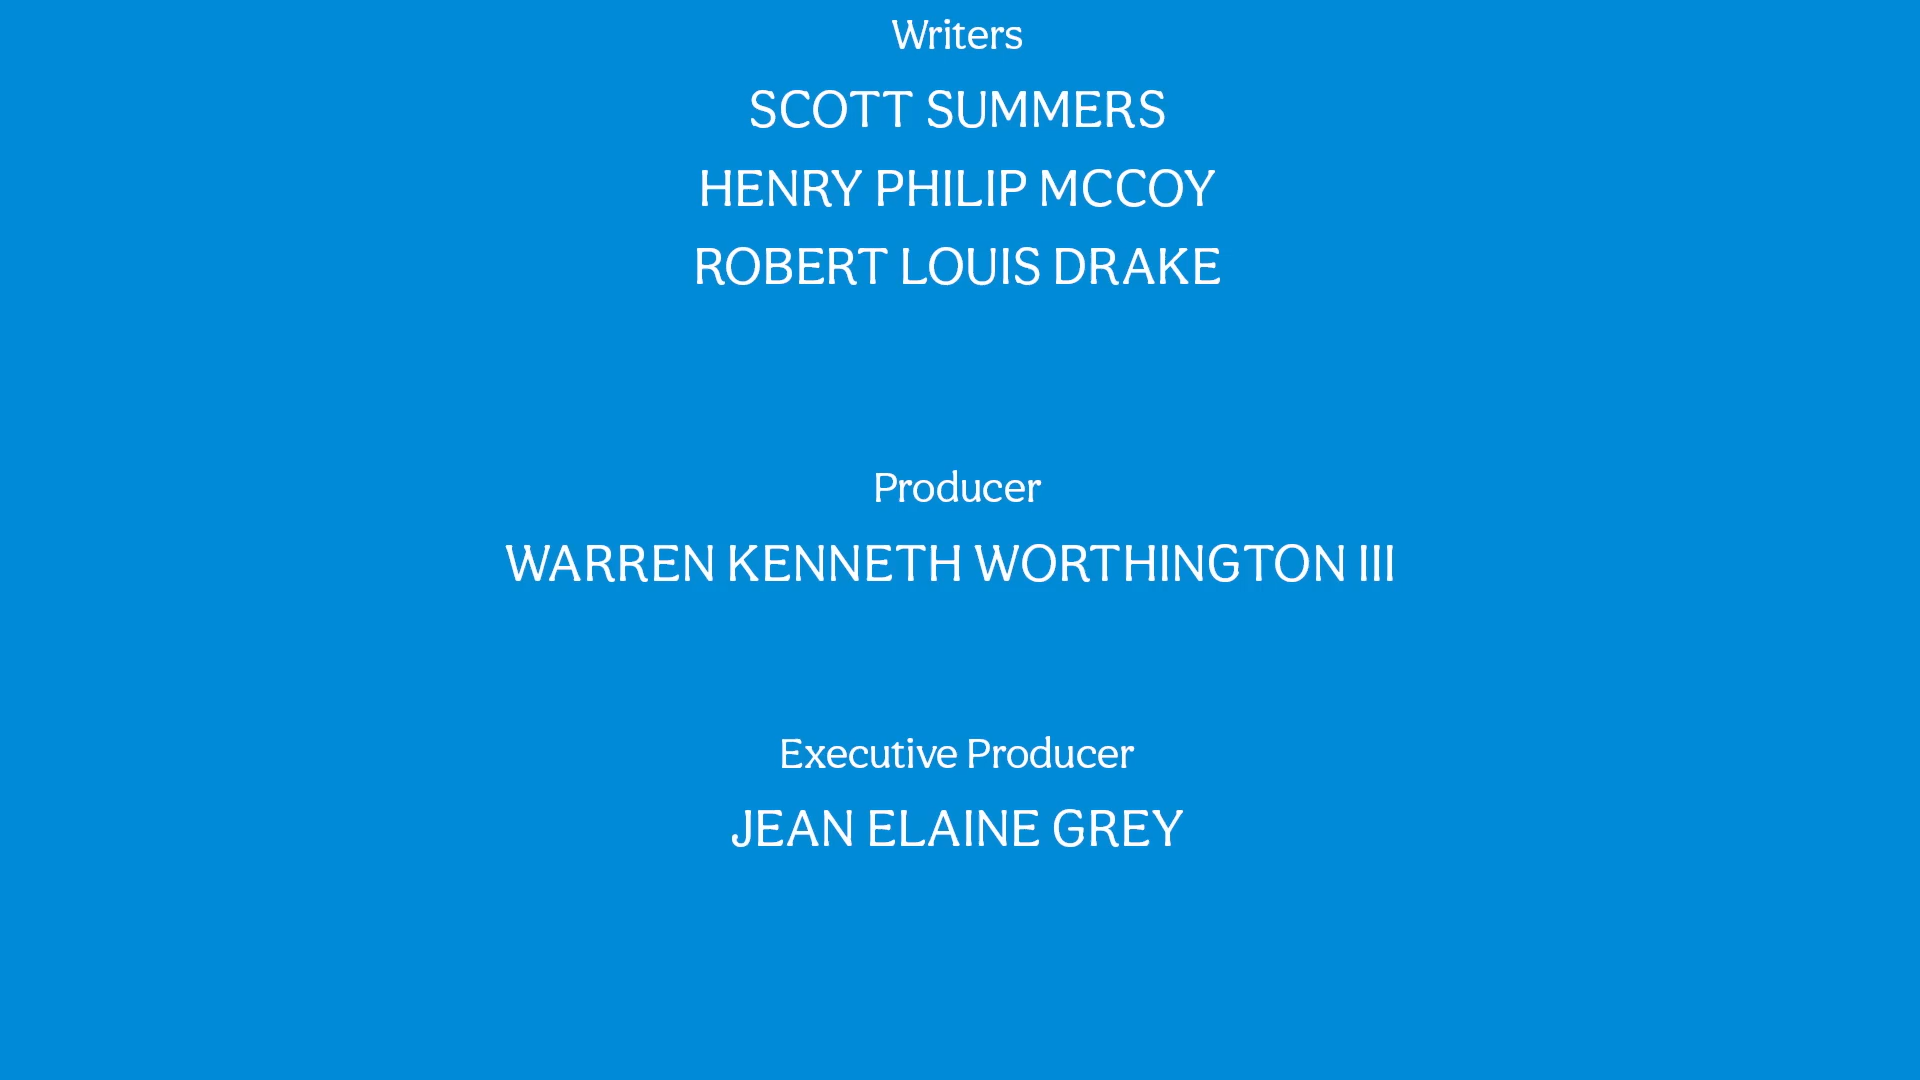 Writers
SCOTT SUMMERS
HENRY PHILIP MCCOY
ROBERT LOUIS DRAKE
Producer
WARREN KENNETH WORTHINGTON III
Executive Producer
JEAN ELAINE GREY